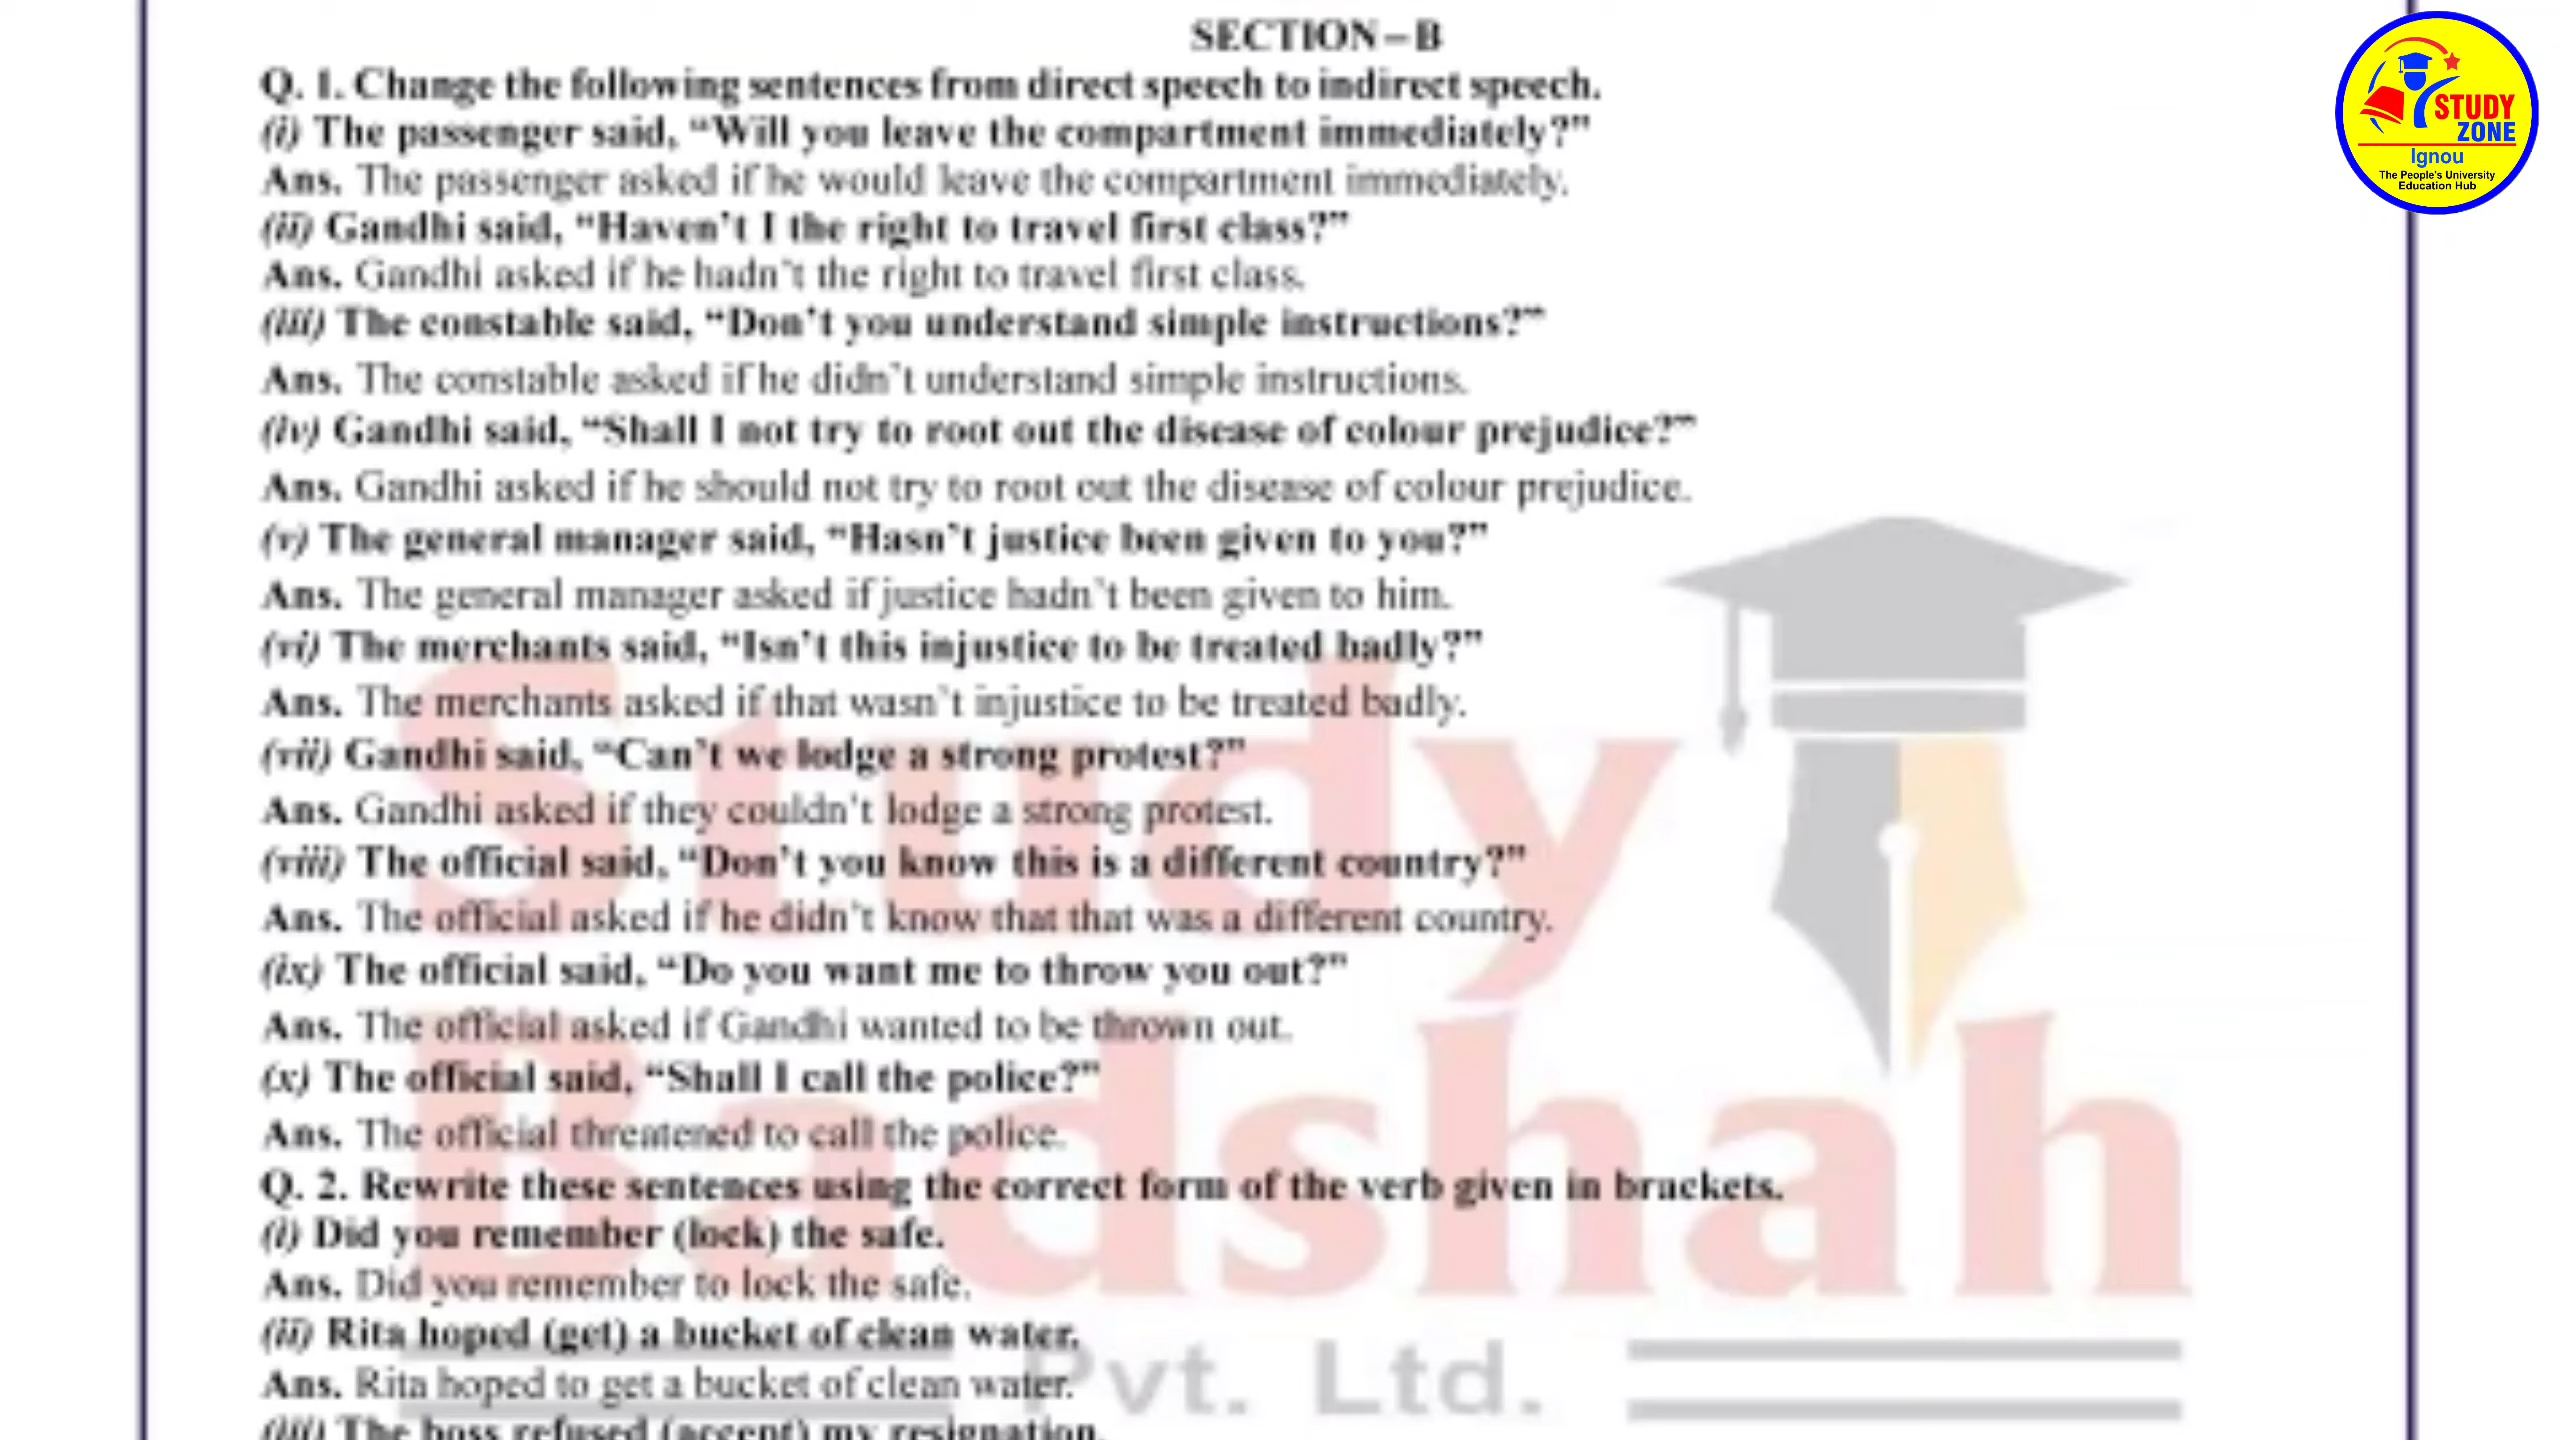 SECTION–B
Q. 1. Change the following sentences from direct speech to indirect speech.
(i) The passenger said, “Will you leave the compartment immediately?”
Ans. The passenger asked if he would leave the compartment immediately.
(ii) Gandhi said, “Haven’t I the right to travel first class?”
Ans. Gandhi asked if he hadn’t the right to travel first class.
(iii) The constable said, “Don’t you understand simple instructions?”
Ans. The constable asked if he didn’t understand simple instructions.
(iv) Gandhi said, “Shall I not try to root out the disease of colour prejudice?”
Ans. Gandhi asked if he should not try to root out the disease of colour prejudice.
(v) The general manager said, “Hasn’t justice been given to you?”
Ans. The general manager asked if justice hadn’t been given to him.
(vi) The merchants said, “Isn’t this injustice to be treated badly?”
Ans. The merchants asked if that wasn’t injustice to be treated badly.
(vii) Gandhi said, “Can’t we lodge a strong protest?”
Ans. Gandhi asked if they couldn’t lodge a strong protest.
(viii) The official said, “Don’t you know this is a different country?”
Ans. The official asked if he didn’t know that that was a different country.
(ix) The official said, “Do you want me to throw you out?”
Ans. The official asked if Gandhi wanted to be thrown out.
(x) The official said, “Shall I call the police?”
Ans. The official threatened to call the police.
Q. 2. Rewrite these sentences using the correct form of the verb given in brackets.
(i) Did you remember (lock) the safe.
Ans. Did you remember to lock the safe.
(ii) Rita hoped (get) a bucket of clean water.
Ans. Rita hoped to get a bucket of clean water.
(iii) The boss refused (accept) my resignation.
STUDY
ZONE
Ignou
The People's University
Education Hub
Study
Badshah
Pvt. Ltd.